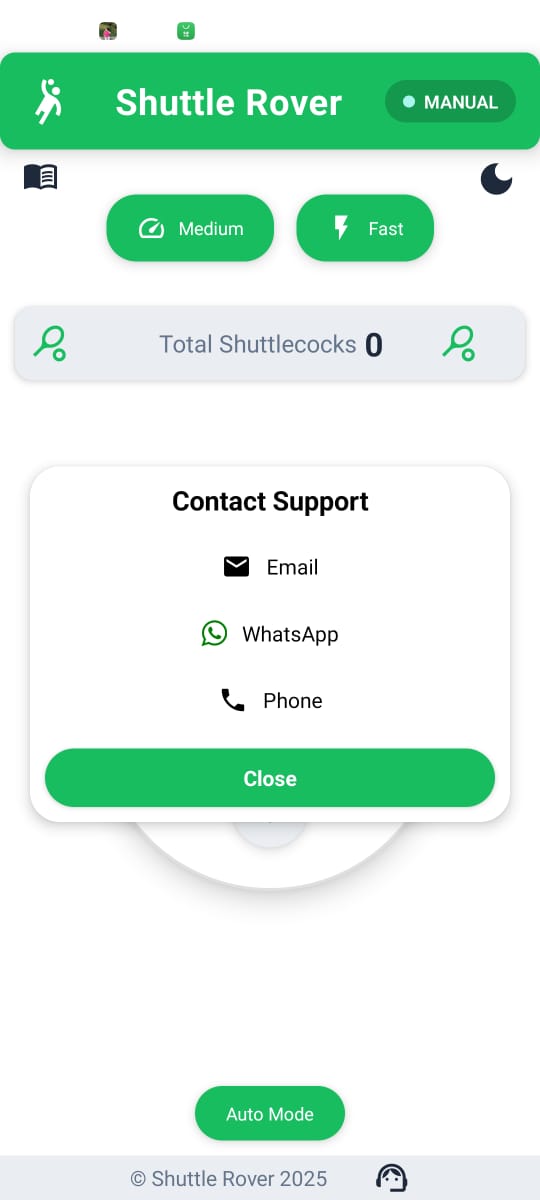 Shuttle Rover
MANUAL
Medium
Fast
Total Shuttlecocks 0
Contact Support
Email
WhatsApp
Phone
Close
Auto Mode
© Shuttle Rover 2025